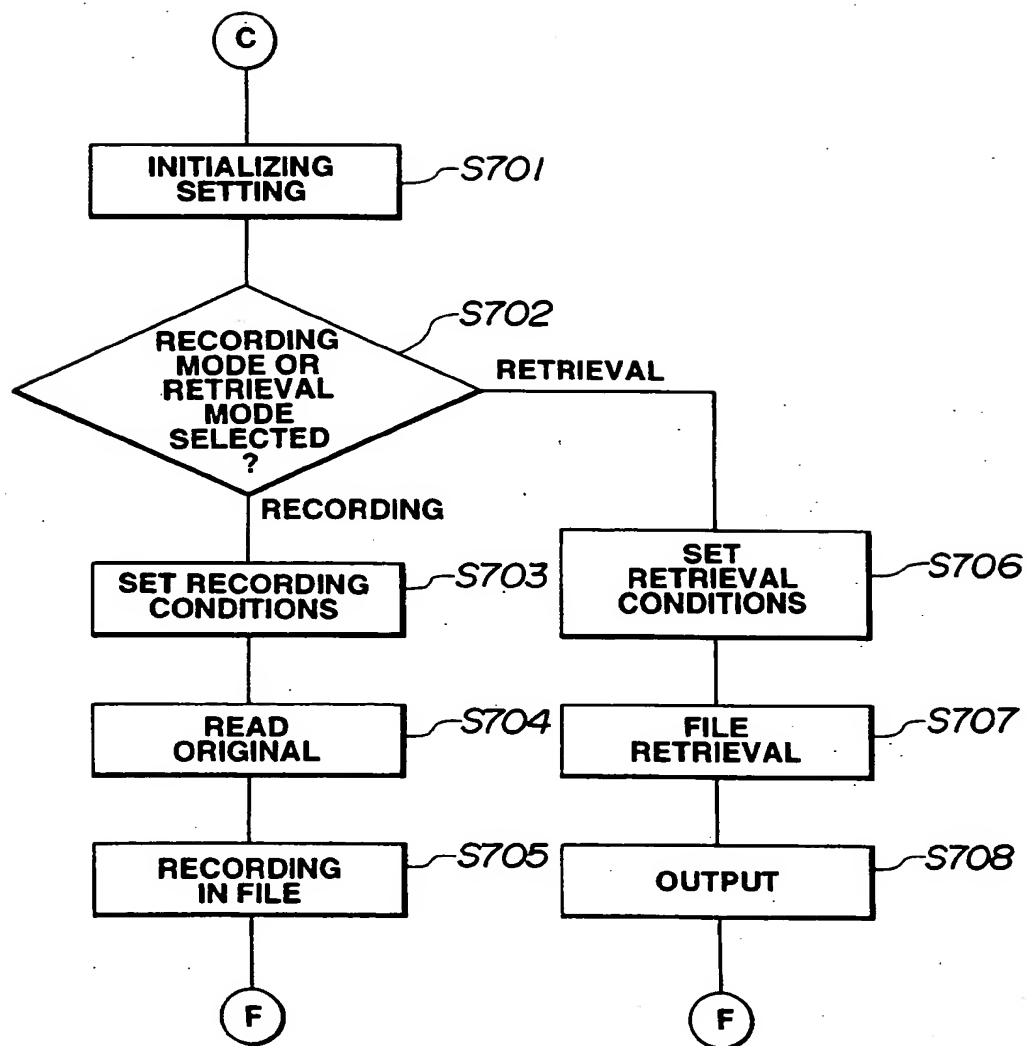 C
INITIALIZING
SETTING
S701
RECORDING
MODE OR
RETRIEVAL
MODE
SELECTED
?
S702
RETRIEVAL
RECORDING
SET RECORDING
CONDITIONS
S703
READ
ORIGINAL
S704
RECORDING
IN FILE
S705
F
SET
RETRIEVAL
CONDITIONS
S706
FILE
RETRIEVAL
S707
OUTPUT
S708
F